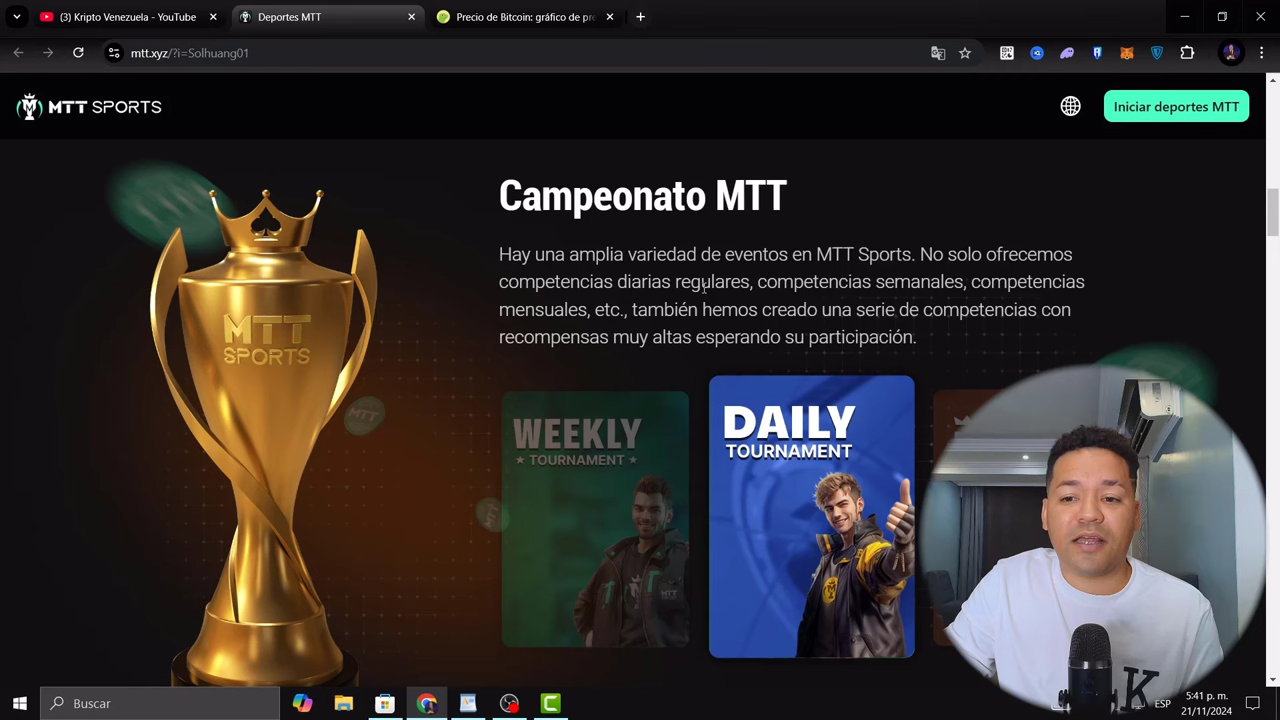 (3) Kripto Venezuela - YouTube
Deportes MTT
Precio de Bitcoin: gráfico de pre
mtt.xyz/?i=Solhuang01
MTT SPORTS
Iniciar deportes MTT
Campeonato MTT
Hay una amplia variedad de eventos en MTT Sports. No solo ofrecemos
competencias diarias regulares, competencias semanales, competencias
mensuales, etc., también hemos creado una serie de competencias con
recompensas muy altas esperando su participación.
MTT
SPORTS
MTT
WEEKLY
TOURNAMENT
DAILY
TOURNAMENT
K
Buscar
ESP
5:41 p. m.
21/11/2024